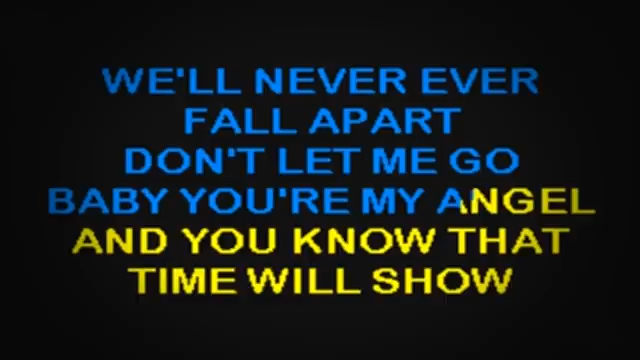 WE'LL NEVER EVER
FALL APART
DON'T LET ME GO
BABY YOU'RE MY ANGEL
AND YOU KNOW THAT
TIME WILL SHOW